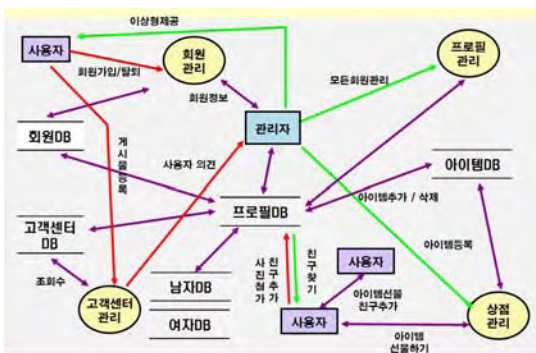 이상형제공
사용자
회원
관리
프로필
관리
회원가입/탈퇴
모든회원관리
회원정보
관리자
회원DB
게시물등록
사용자 의견
아이템DB
프로필DB
아이템추가 / 삭제
고객센터
DB
아이템등록
조회수
친구찾기
친구추가
사진첨가
사용자
남자DB
아이템선물
친구추가
고객센터
관리
여자DB
사용자
상점
관리
아이템
선물하기